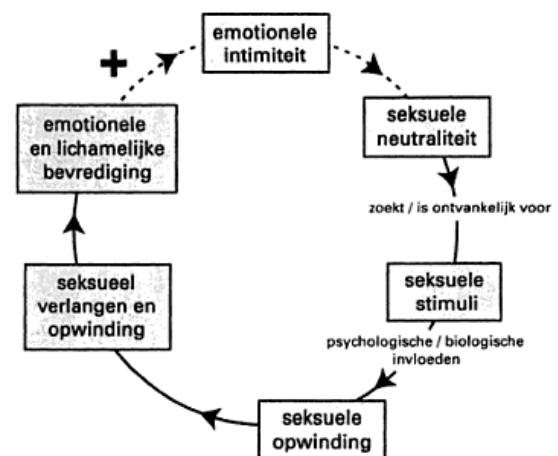 emotionele
intimiteit
+
seksuele
neutraliteit
zoekt / is ontvankelijk voor
seksuele
stimuli
psychologische / biologische
invloeden
seksuele
opwinding
seksueel
verlangen en
opwinding
emotionele
en lichamelijke
bevrediging